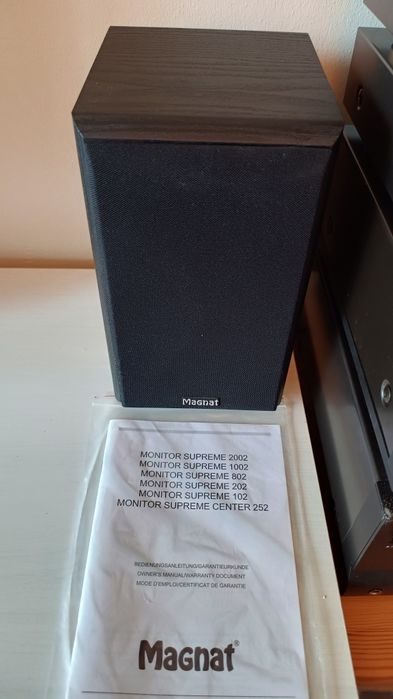 Magnat
MONITOR SUPREME 2002
MONITOR SUPREME 1002
MONITOR SUPREME 802
MONITOR SUPREME 202
MONITOR SUPREME 102
MONITOR SUPREME CENTER 252
BEDIENUNGSANLEITUNG/GARANTIEURKUNDE
OWNER'S MANUAL/WARRANTY DOCUMENT
MODE D'EMPLOI/CERTIFICAT DE GARANTIE
Magnat®